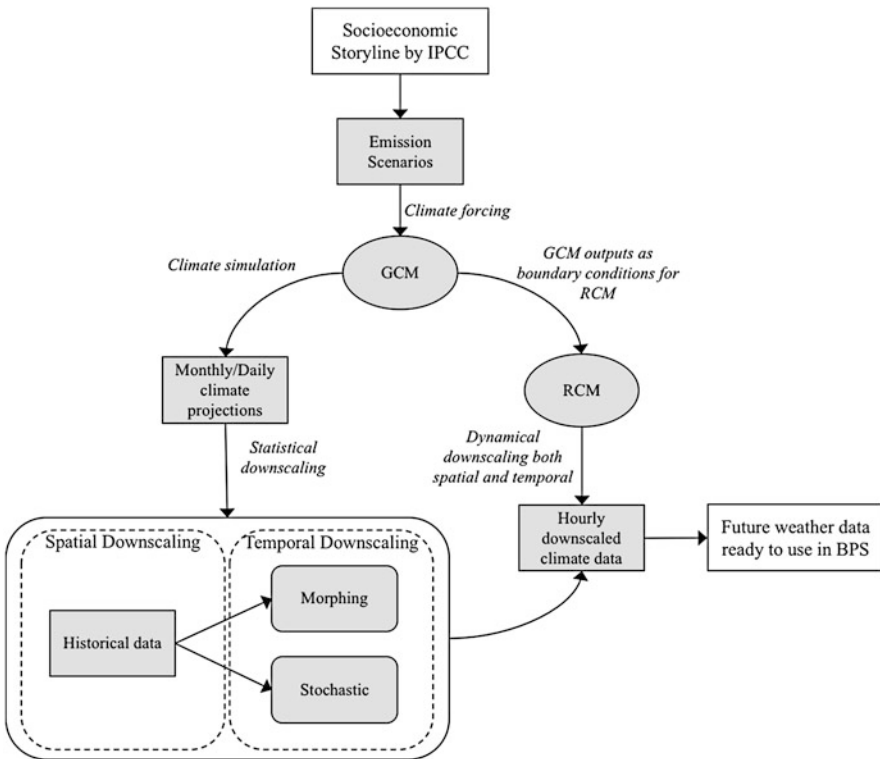 Socioeconomic
Storyline by IPCC
Emission
Scenarios
Climate forcing
Climate simulation
GCM
GCM outputs as
boundary conditions for
RCM
Monthly/Daily
climate
projections
RCM
Statistical
downscaling
Dynamical
downscaling both
spatial and temporal
Hourly
downscaled
climate data
Future weather data
ready to use in BPS
Spatial Downscaling
Temporal Downscaling
Historical data
Morphing
Stochastic